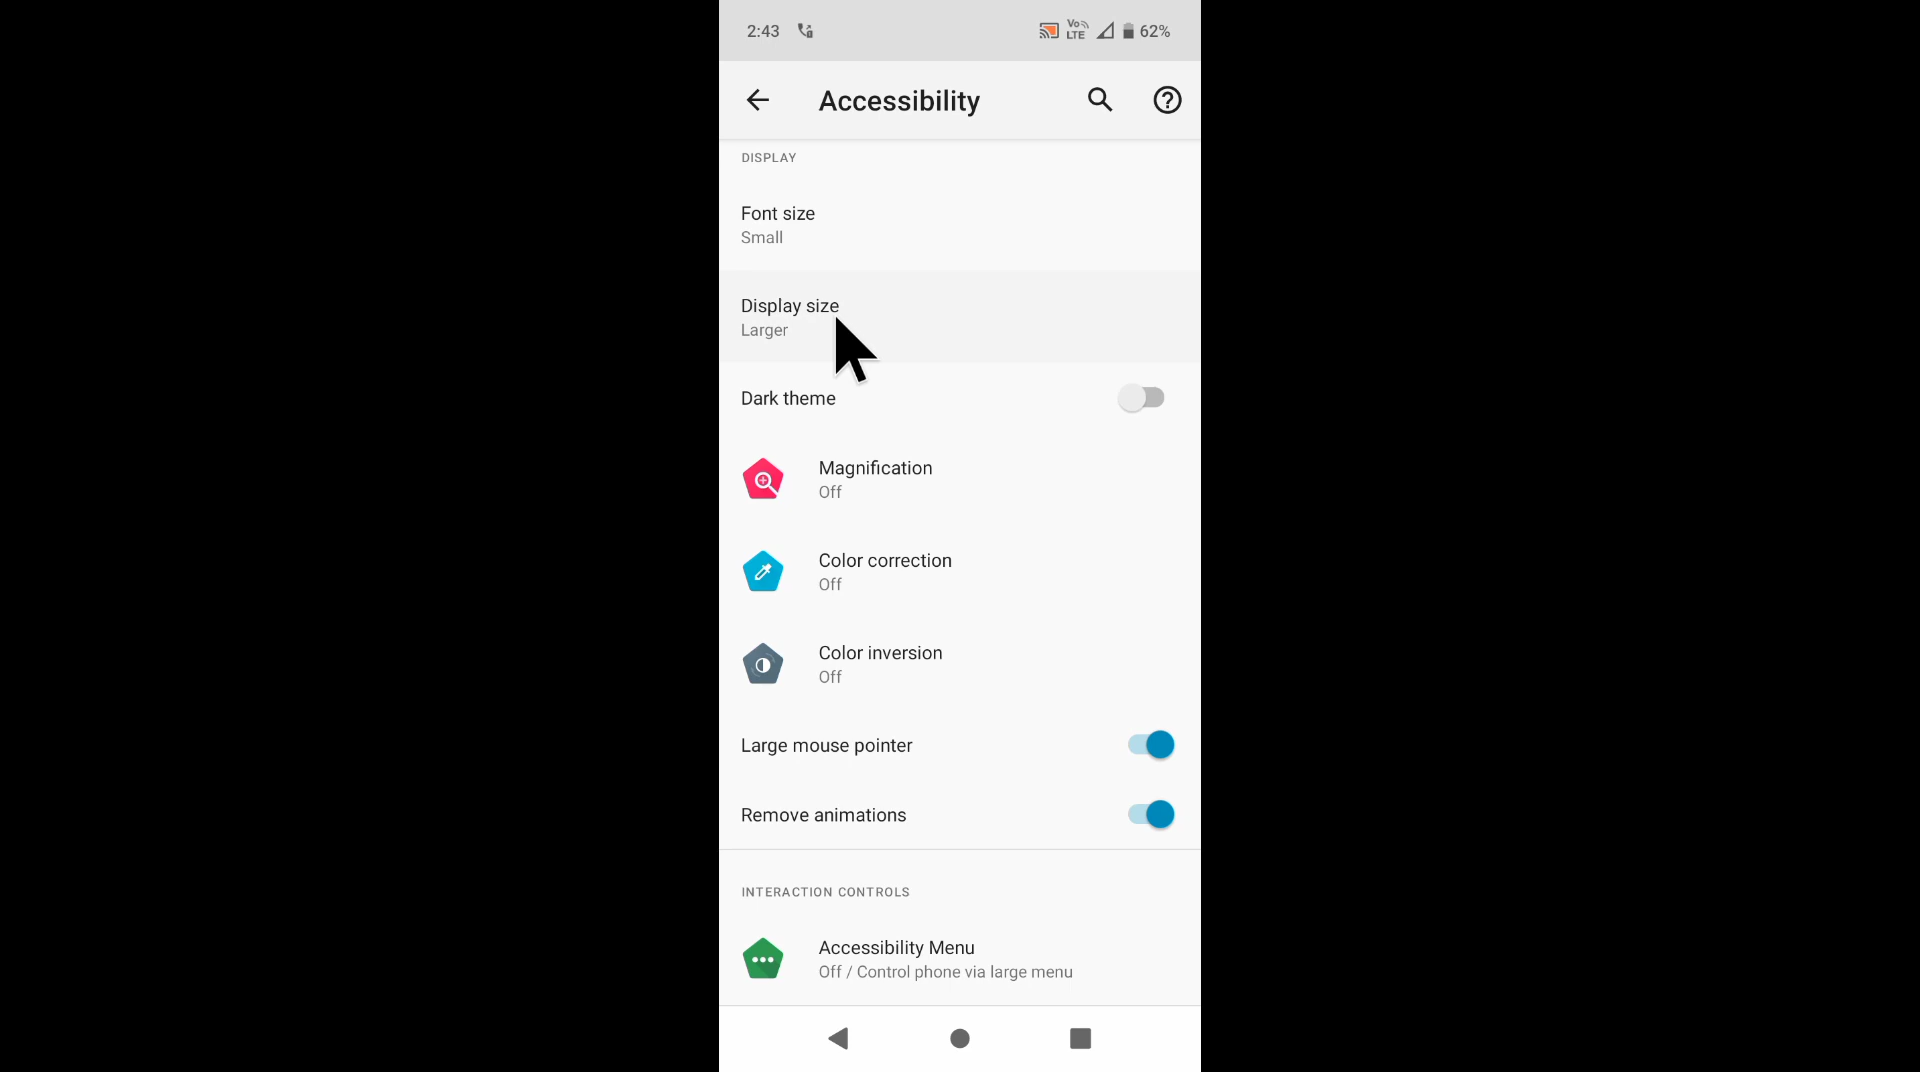 2:43
Vo
LTE
62%
Accessibility
DISPLAY
Font size
Small
Display size
Larger
Dark theme
Magnification
Off
Color correction
Off
Color inversion
Off
Large mouse pointer
Remove animations
INTERACTION CONTROLS
Accessibility Menu
Off / Control phone via large menu